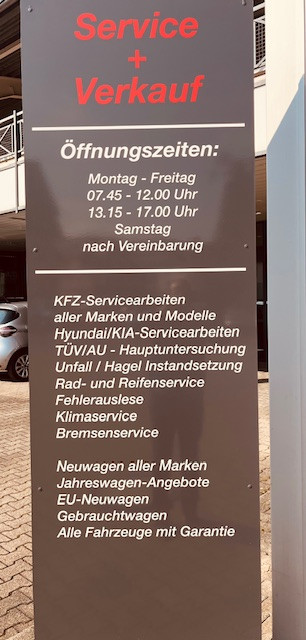 Service
+
Verkauf
Öffnungszeiten:
Montag - Freitag
07.45 - 12.00 Uhr
13.15 - 17.00 Uhr
Samstag
nach Vereinbarung
KFZ-Servicearbeiten
aller Marken und Modelle
Hyundai/KIA-Servicearbeiten
TÜV/AU - Hauptuntersuchung
Unfall / Hagel Instandsetzung
Rad- und Reifenservice
Fehlerauslese
Klimaservice
Bremsenservice
Neuwagen aller Marken
Jahreswagen-Angebote
EU-Neuwagen
Gebrauchtwagen
Alle Fahrzeuge mit Garantie